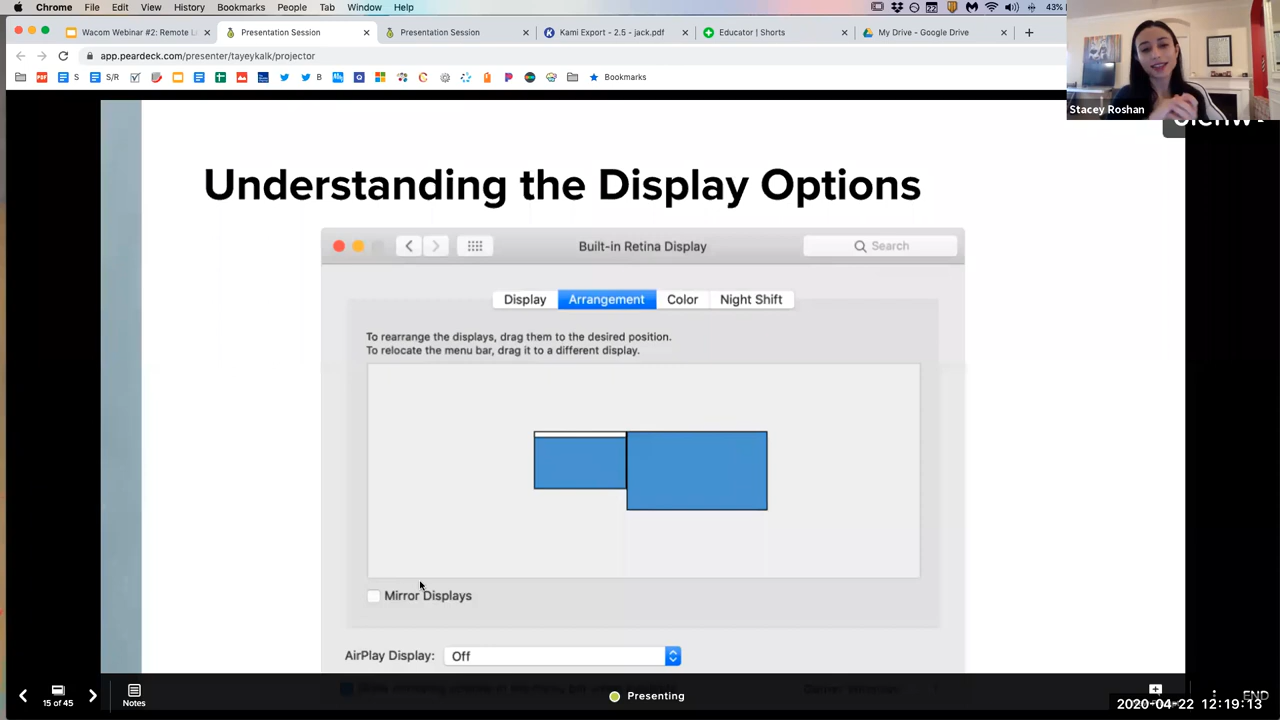 Chrome File Edit View History Bookmarks People Tab Window Help
43%
Wacom Webinar #2: Remote L
Presentation Session
Presentation Session
Kami Export - 2.5 - jack.pdf
Educator | Shorts
My Drive - Google Drive
app.peardeck.com/presenter/tayeykalk/projector
S S/R B Bookmarks
Stacey Roshan
Understanding the Display Options
Built-in Retina Display
Search
Display Arrangement Color Night Shift
To rearrange the displays, drag them to the desired position.
To relocate the menu bar, drag it to a different display.
Mirror Displays
AirPlay Display: Off
15 of 45
Notes
Presenting
END
2020-04-22 12:19:13